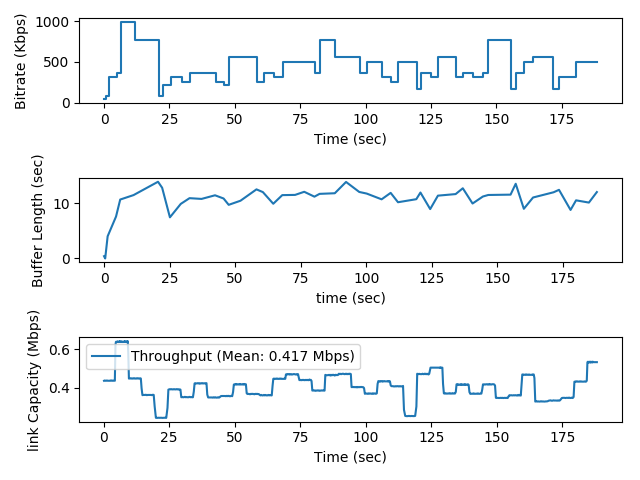 Bitrate (Kbps)
1000
500
0
0 25 50 75 100 125 150 175
Time (sec)
Buffer Length (sec)
10
0
0 25 50 75 100 125 150 175
time (sec)
link Capacity (Mbps)
0.6
0.4
Throughput (Mean: 0.417 Mbps)
0 25 50 75 100 125 150 175
Time (sec)